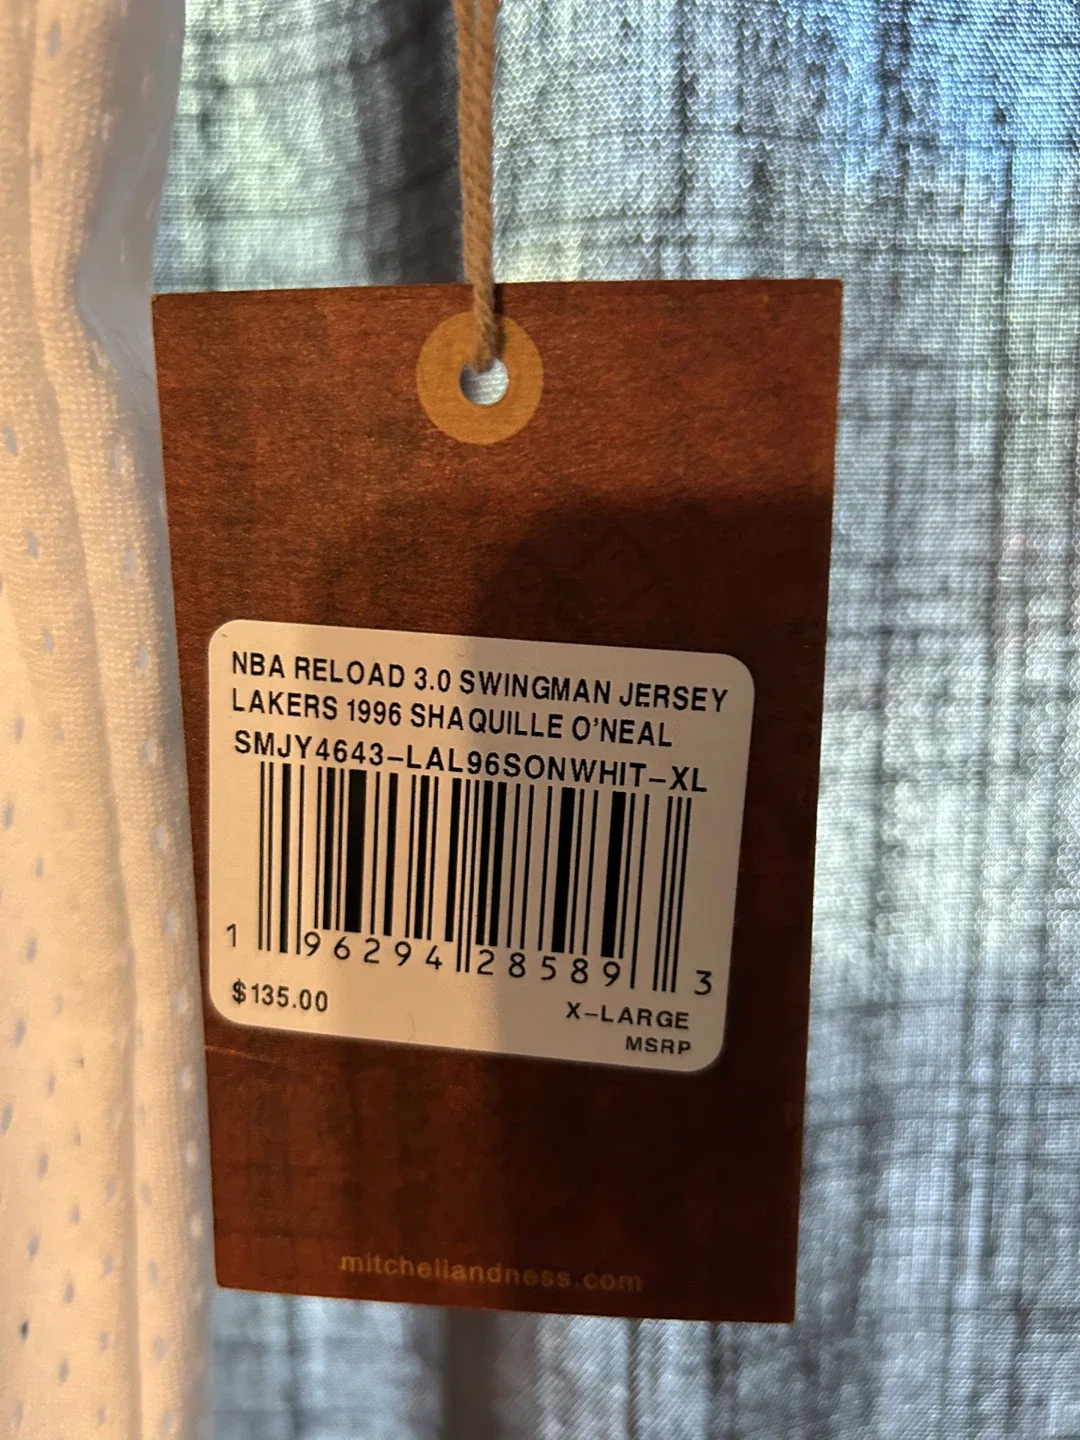 NBA RELOAD 3.0 SWINGMAN JERSEY
LAKERS 1996 SHAQUILLE O'NEAL
SMJY4643-LAL96SONWHIT-XL
1 96294 28589 3
$135.00
X-LARGE
MSRP
mitchellandness.com